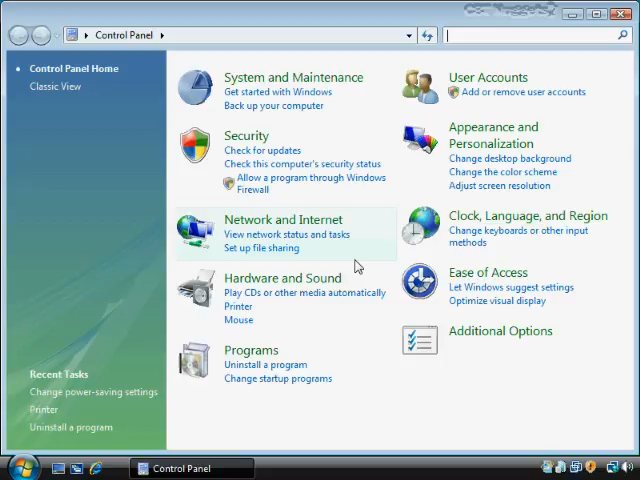 Control Panel
Control Panel Home
Classic View
System and Maintenance
Get started with Windows
Back up your computer
Security
Check for updates
Check this computer's security status
Allow a program through Windows
Firewall
Network and Internet
View network status and tasks
Set up file sharing
Hardware and Sound
Play CDs or other media automatically
Printer
Mouse
Programs
Uninstall a program
Change startup programs
User Accounts
Add or remove user accounts
Appearance and
Personalization
Change desktop background
Change the color scheme
Adjust screen resolution
Clock, Language, and Region
Change keyboards or other input
methods
Ease of Access
Let Windows suggest settings
Optimize visual display
Additional Options
Recent Tasks
Change power-saving settings
Printer
Uninstall a program
Control Panel